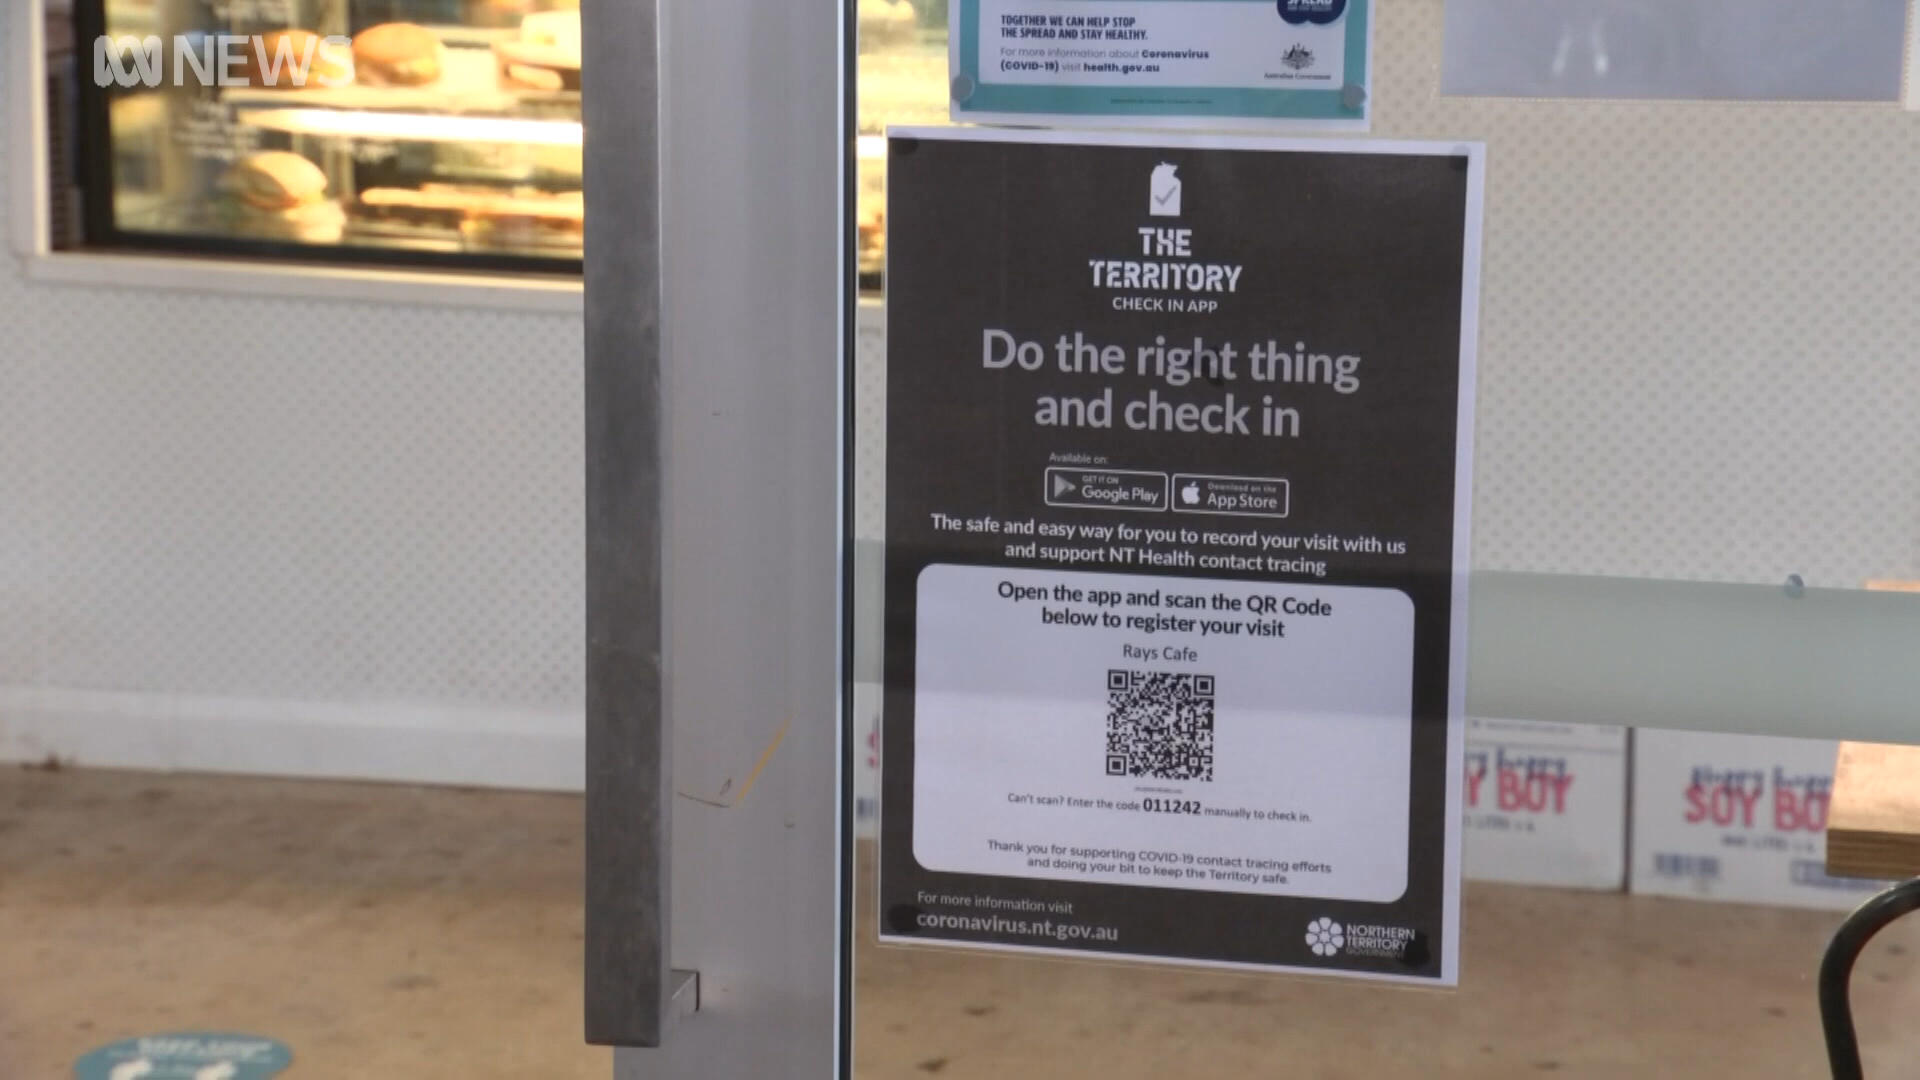 NEWS
TOGETHER WE CAN HELP STOP
THE SPREAD AND STAY HEALTHY.
For more information about Coronavirus
(COVID-19) visit health.gov.au
Australian Government
THE
TERRITORY
CHECK IN APP
Do the right thing
and check in
Available on:
GET IT ON
Google Play
Download on the
App Store
The safe and easy way for you to record your visit with us
and support NT Health contact tracing
Open the app and scan the QR Code
below to register your visit
Rays Cafe
Can't scan? Enter the code 011242 manually to check in.
Thank you for supporting COVID-19 contact tracing efforts
and doing your bit to keep the Territory safe.
For more information visit
coronavirus.nt.gov.au
NORTHERN
TERRITORY
GOVERNMENT
Y BOY
SOY BO